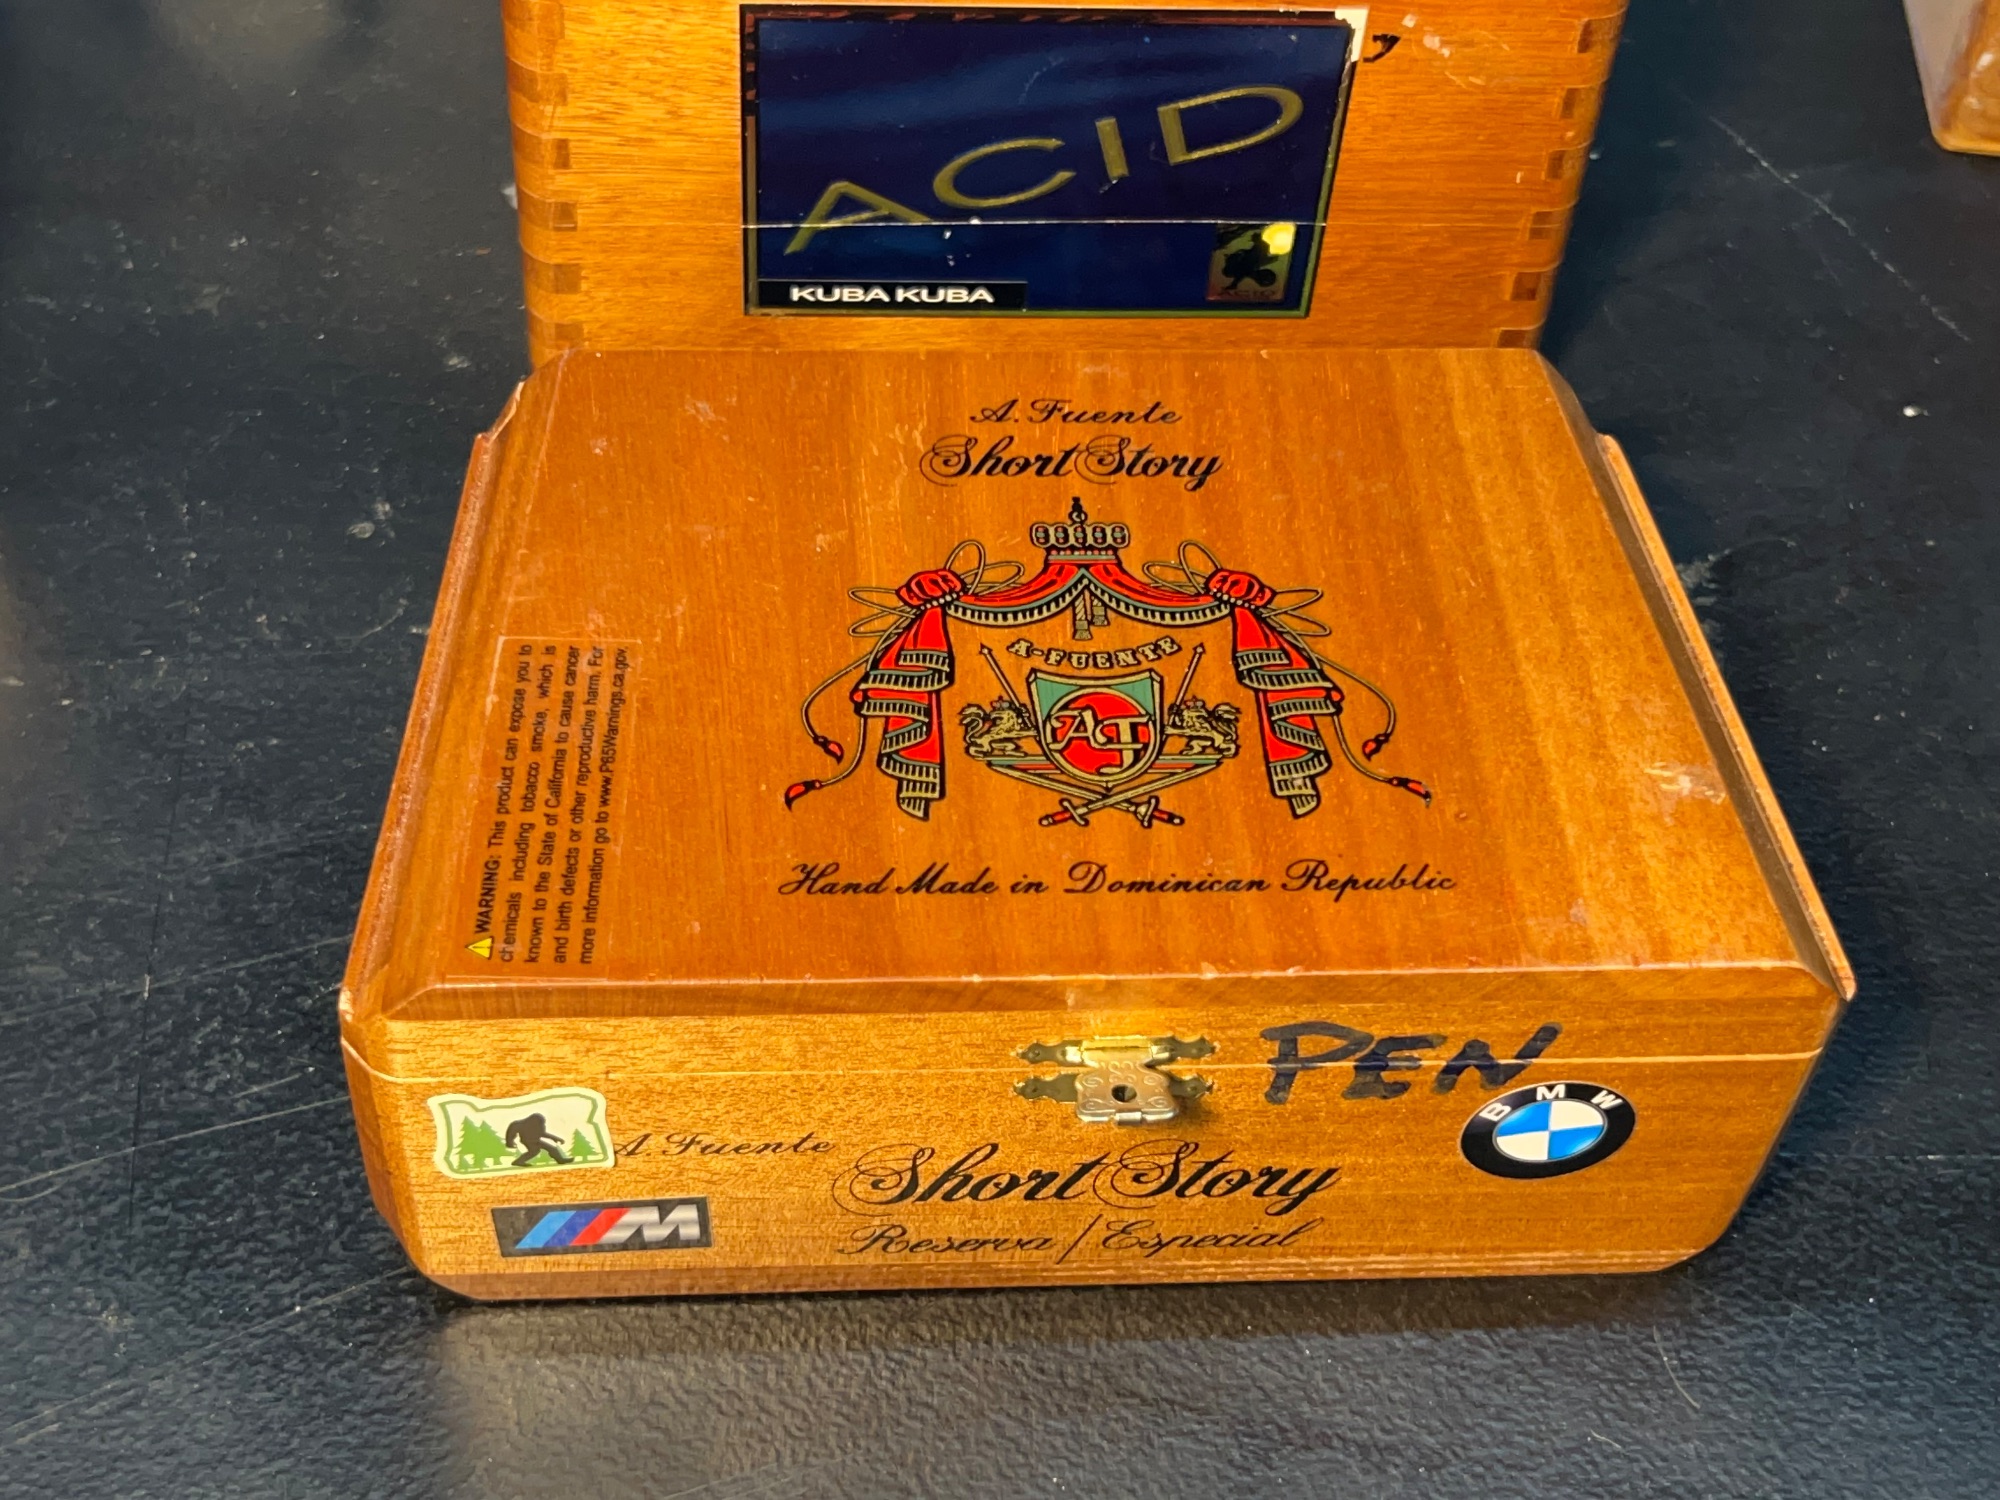 ACID
KUBA KUBA
A. Fuente
Short Story
A-FUENTE
AF
Hand Made in Dominican Republic
WARNING: This product can expose you to
chemicals including tobacco smoke, which is
known to the State of California to cause cancer
and birth defects or other reproductive harm. For
more information go to www.P65Warnings.ca.gov.
PEN
BMW
A. Fuente
Short Story
Reserva / Especial
M